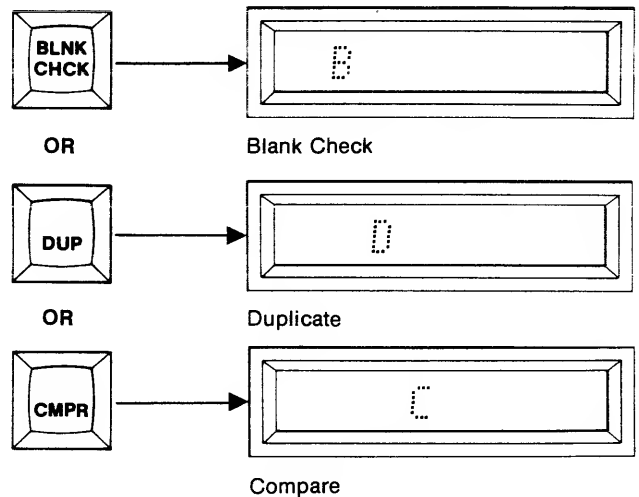 BLNK
CHCK
B
OR
Blank Check
DUP
D
OR
Duplicate
CMPR
C
Compare